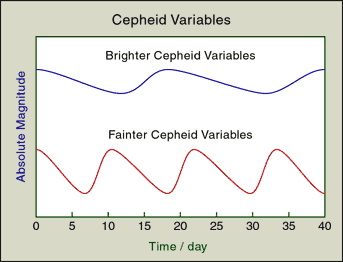 Cepheid Variables
Brighter Cepheid Variables
Absolute Magnitude
Fainter Cepheid Variables
0 5 10 15 20 25 30 35 40
Time / day